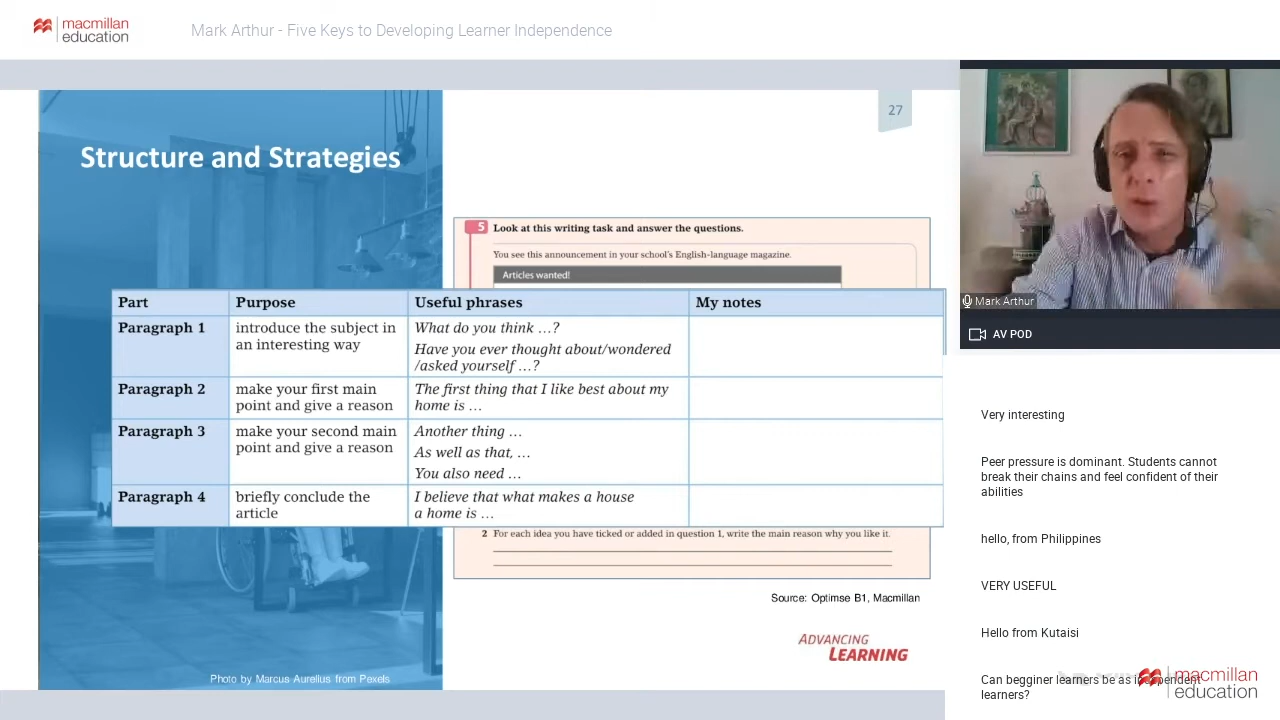 macmillan
education
Mark Arthur - Five Keys to Developing Learner Independence
27
Structure and Strategies
5 Look at this writing task and answer the questions.
You see this announcement in your school's English-language magazine.
Articles wanted!
Part Purpose Useful phrases My notes
Paragraph 1 introduce the subject in What do you think …?
an interesting way Have you ever thought about/wondered
/asked yourself …?
Paragraph 2 make your first main The first thing that I like best about my
point and give a reason home is …
Paragraph 3 make your second main Another thing …
point and give a reason As well as that, …
You also need …
Paragraph 4 briefly conclude the I believe that what makes a house
article a home is …
2 For each idea you have ticked or added in question 1, write the main reason why you like it.
Source: Optimse B1, Macmillan
ADVANCING
LEARNING
Photo by Marcus Aurelius from Pexels
Mark Arthur
AV POD
Very interesting
Peer pressure is dominant. Students cannot
break their chains and feel confident of their
abilities
hello, from Philippines
VERY USEFUL
Hello from Kutaisi
Can begginer learners be as independent
learners?
macmillan
education